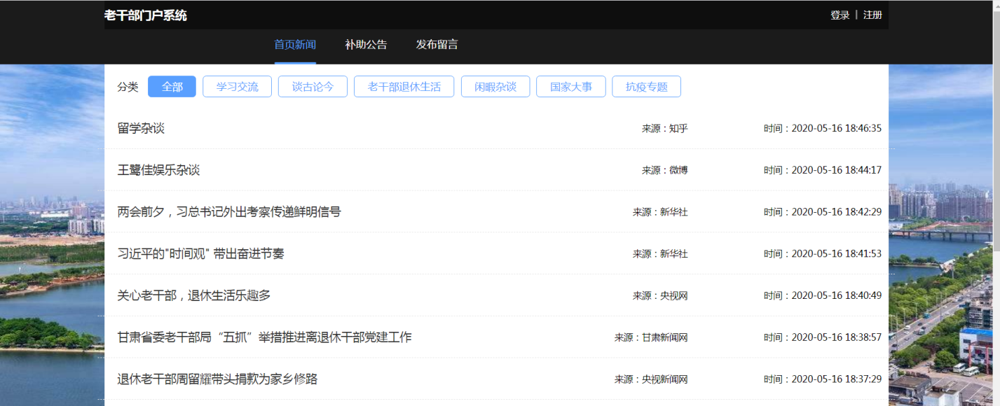 老干部门户系统 登录 | 注册
首页新闻 补助公告 发布留言
分类 全部 学习交流 谈古论今 老干部退休生活 闲暇杂谈 国家大事 抗疫专题
留学杂谈 来源：知乎 时间：2020-05-16 18:46:35
王鹭佳娱乐杂谈 来源：微博 时间：2020-05-16 18:44:17
两会前夕，习总书记外出考察传递鲜明信号 来源：新华社 时间：2020-05-16 18:42:29
习近平的"时间观" 带出奋进节奏 来源：新华社 时间：2020-05-16 18:41:53
关心老干部，退休生活乐趣多 来源：央视网 时间：2020-05-16 18:40:49
甘肃省委老干部局“五抓”举措推进离退休干部党建工作 来源：甘肃新闻网 时间：2020-05-16 18:38:57
退休老干部周留耀带头捐款为家乡修路 来源：央视新闻网 时间：2020-05-16 18:37:29